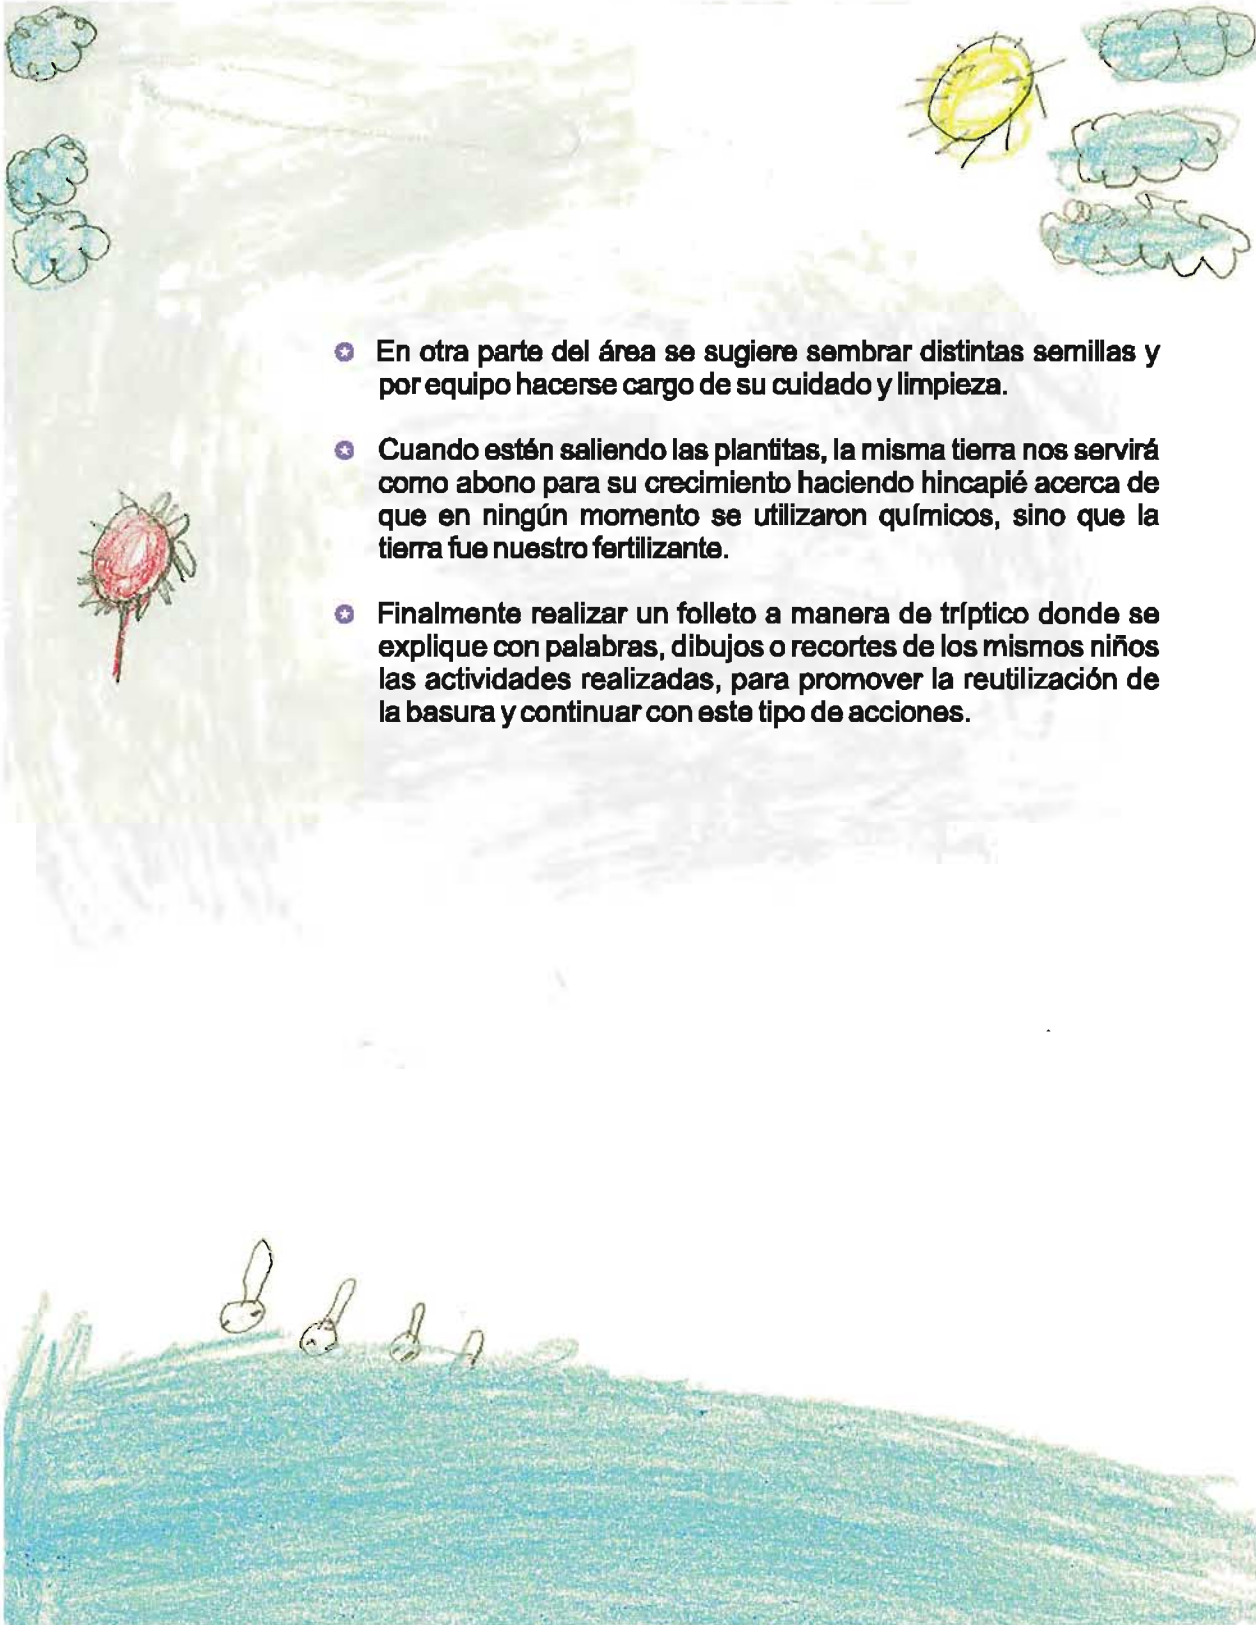 En otra parte del área se sugiere sembrar distintas semillas y
por equipo hacerse cargo de su cuidado y limpieza.
Cuando estén saliendo las plantitas, la misma tierra nos servirá
como abono para su crecimiento haciendo hincapié acerca de
que en ningún momento se utilizaron químicos, sino que la
tierra fue nuestro fertilizante.
Finalmente realizar un folleto a manera de tríptico donde se
explique con palabras, dibujos o recortes de los mismos niños
las actividades realizadas, para promover la reutilización de
la basura y continuar con este tipo de acciones.